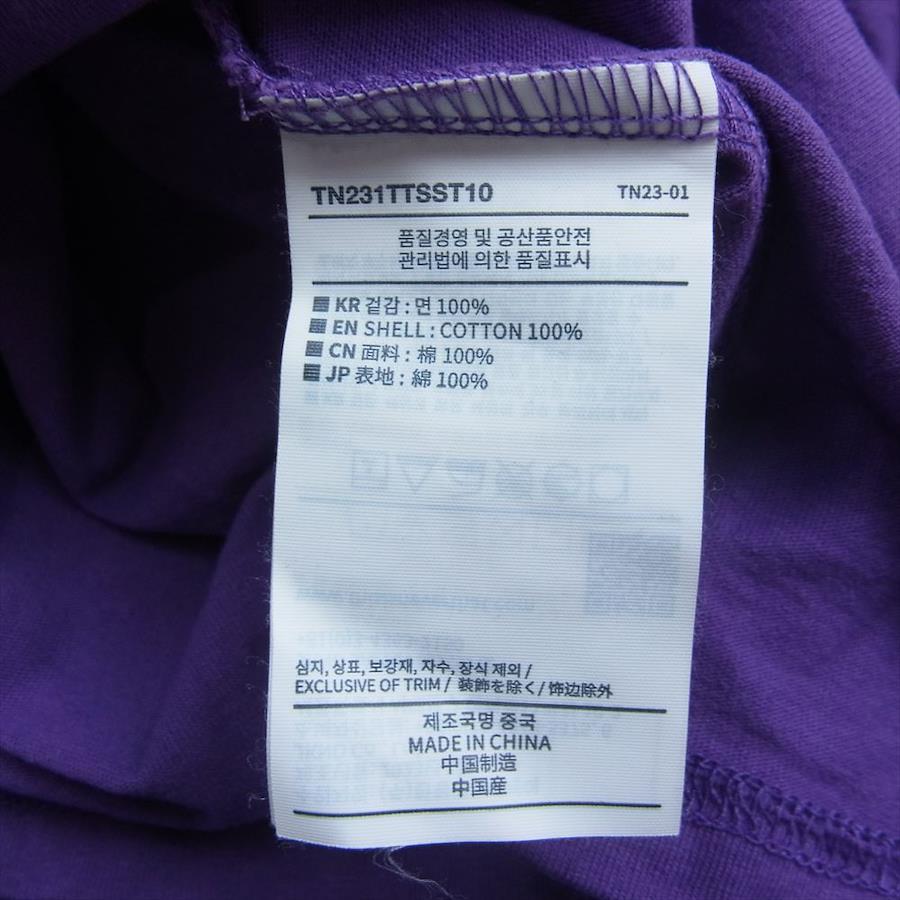 TN231TTSST10 TN23-01
품질경영 및 공산품안전
관리법에 의한 품질표시
KR 겉감 : 면 100%
EN SHELL : COTTON 100%
CN 面料 : 棉 100%
JP 表地 : 綿 100%
심지, 상표, 보강재, 자수, 장식 제외 /
EXCLUSIVE OF TRIM / 装飾を除く / 饰边除外
제조국명 중국
MADE IN CHINA
中国制造
中国産